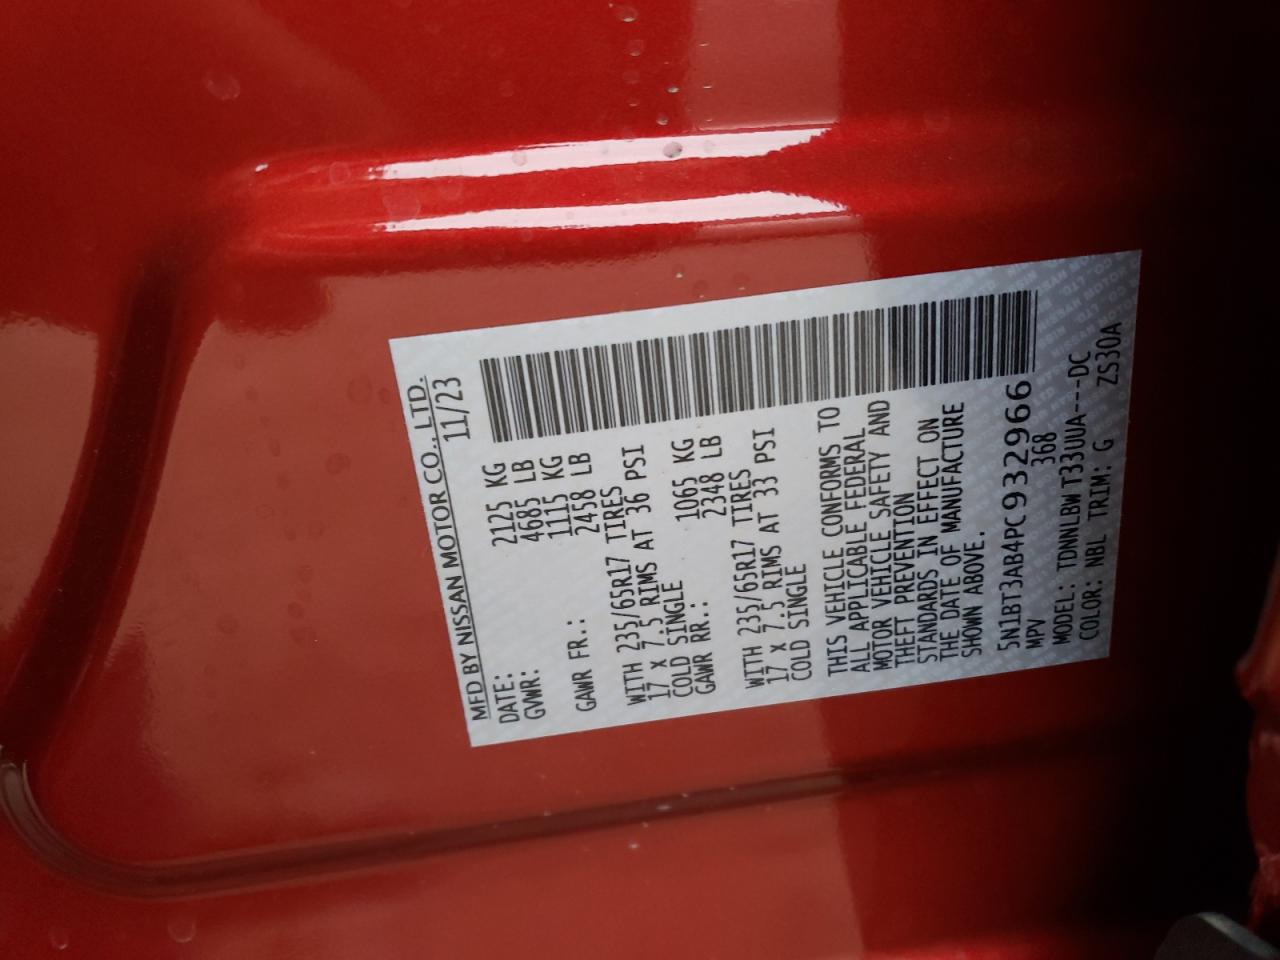 MFD BY NISSAN MOTOR CO., LTD.
DATE: 11/23
GVWR: 2125 KG
4685 LB
GAWR FR.: 1115 KG
2458 LB
WITH 235/65R17 TIRES
17 x 7.5 RIMS AT 36 PSI
COLD SINGLE
GAWR RR.: 1065 KG
2348 LB
WITH 235/65R17 TIRES
17 x 7.5 RIMS AT 33 PSI
COLD SINGLE
THIS VEHICLE CONFORMS TO
ALL APPLICABLE FEDERAL
MOTOR VEHICLE SAFETY AND
THEFT PREVENTION
STANDARDS IN EFFECT ON
THE DATE OF MANUFACTURE
SHOWN ABOVE.
5N1BT3AB4PC932966
MPV 368
MODEL: TDNNLBW T33UUA----DC
COLOR: NBL TRIM: G ZS30A